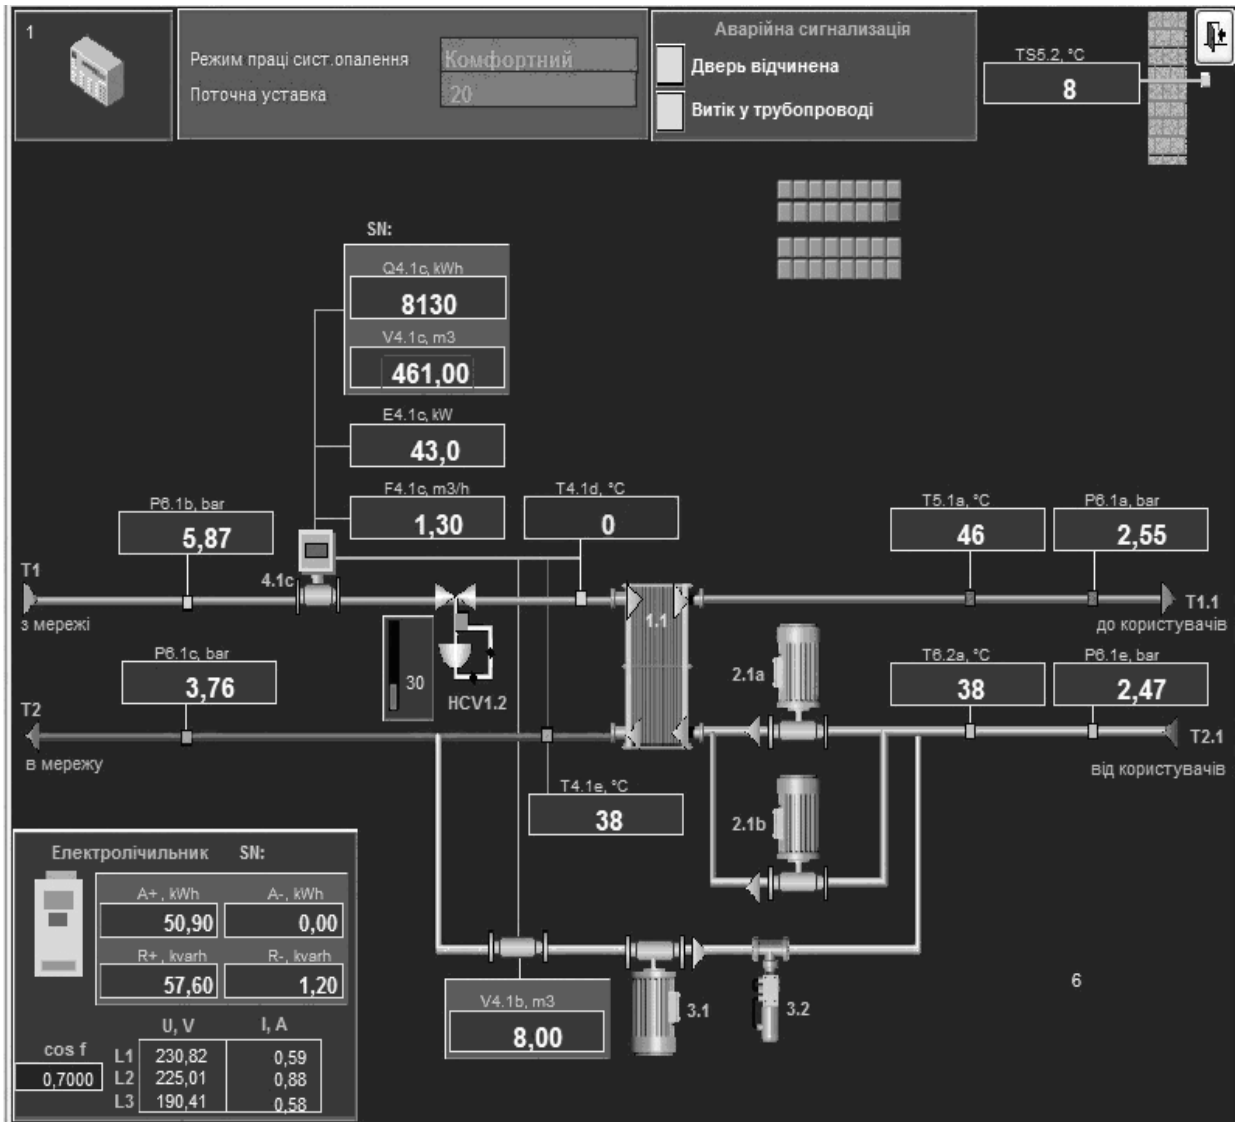 1
Режим праці сист.опалення
Комфортний
Поточна уставка
20
Аварійна сигнализація
Дверь відчинена
Витік у трубопроводі
TS5.2, °C
8
SN:
Q4.1c, kWh
8130
V4.1c, m3
461,00
E4.1c, kW
43,0
F4.1c, m3/h
1,30
T4.1d, °C
0
P6.1b, bar
5,87
T5.1a, °C
46
P6.1a, bar
2,55
T1
з мережі
4.1c
1.1
T1.1
до користувачів
P6.1c, bar
3,76
30
HCV1.2
2.1a
T6.2a, °C
38
P6.1e, bar
2,47
T2
в мережу
T2.1
від користувачів
T4.1e, °C
38
2.1b
Електролічильник SN:
A+, kWh A-, kWh
50,90 0,00
R+, kvarh R-, kvarh
57,60 1,20
U, V I, A
cos f
0,7000
L1 230,82 0,59
L2 225,01 0,88
L3 190,41 0,58
V4.1b, m3
8,00
3.1
3.2
6